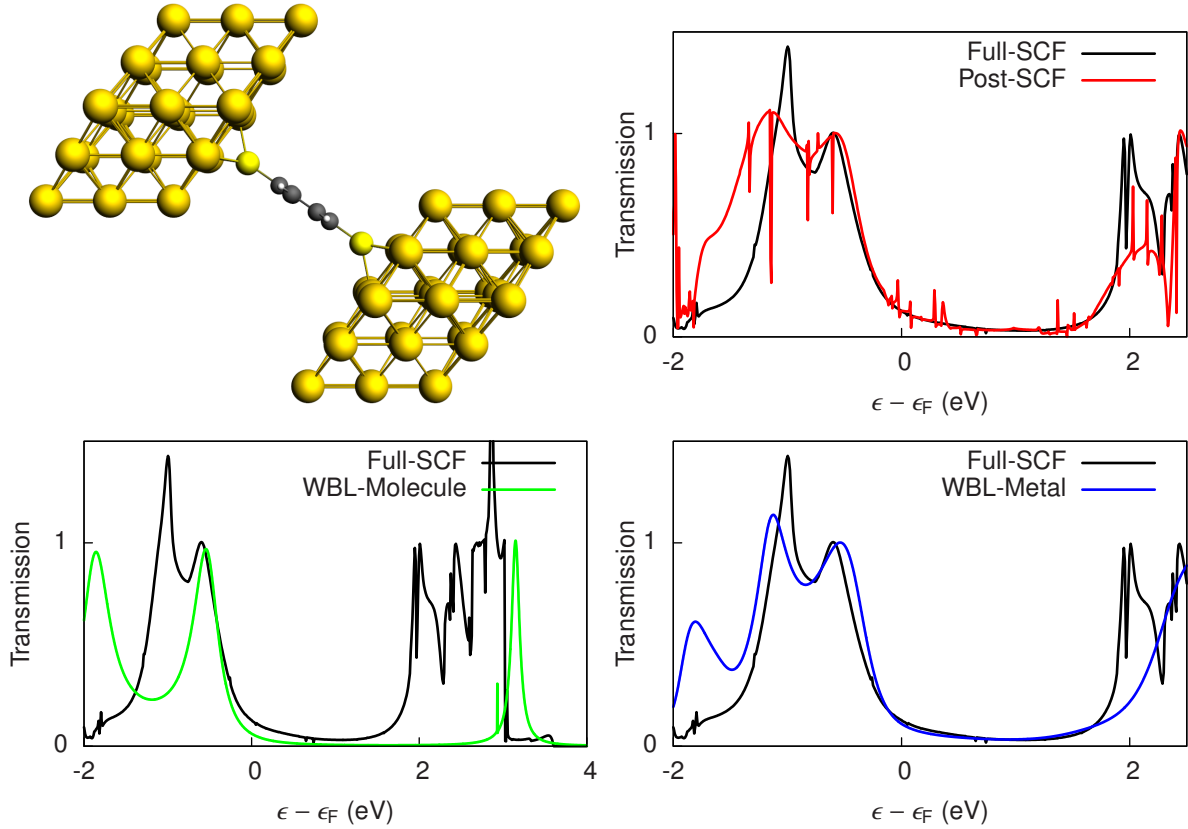 Full-SCF
Post-SCF
Transmission
1
0
-2
0
2
ϵ − ϵF (eV)
Full-SCF
WBL-Molecule
Transmission
1
0
-2
0
2
4
ϵ − ϵF (eV)
Full-SCF
WBL-Metal
Transmission
1
0
-2
0
2
ϵ − ϵF (eV)